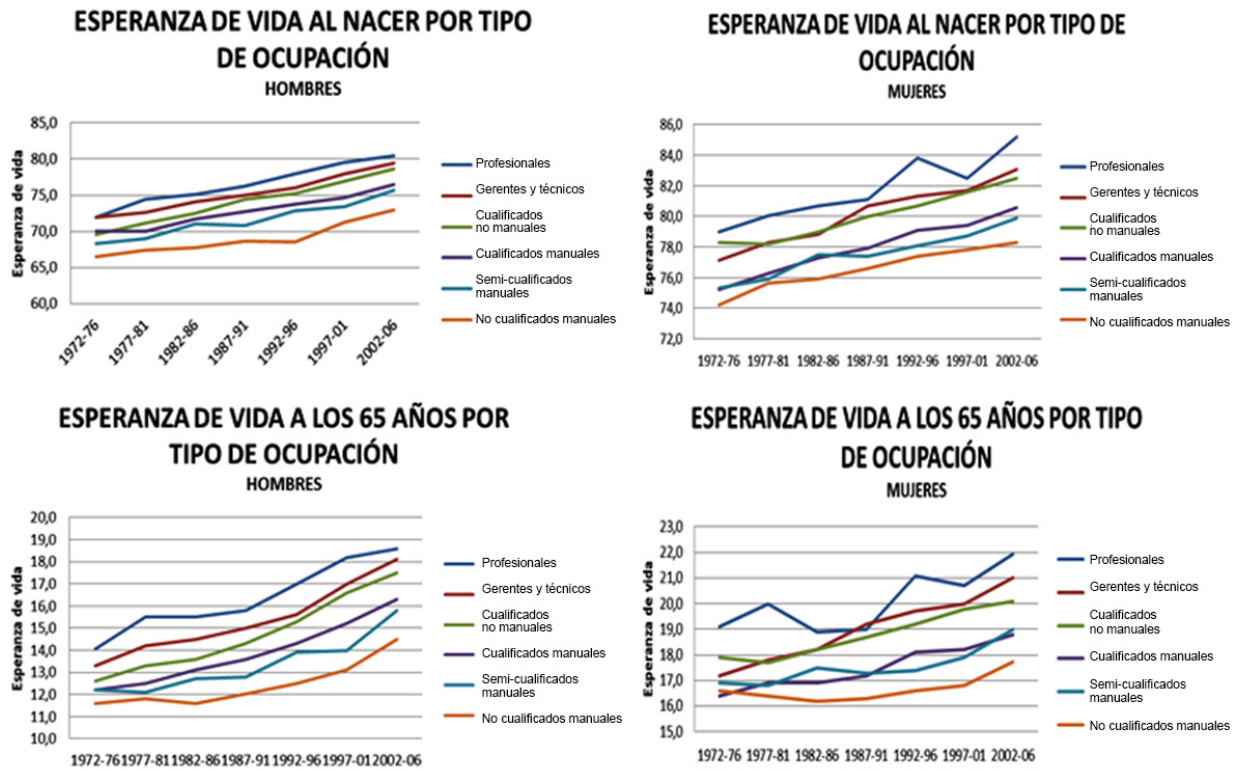 ESPERANZA DE VIDA AL NACER POR TIPO
DE OCUPACIÓN
HOMBRES
Esperanza de vida
85,0
80,0
75,0
70,0
65,0
60,0
1972-76
1977-81
1982-86
1987-91
1992-96
1997-01
2002-06
Profesionales
Gerentes y técnicos
Cualificados
no manuales
Cualificados manuales
Semi-cualificados
manuales
No cualificados manuales
ESPERANZA DE VIDA AL NACER POR TIPO DE
OCUPACIÓN
MUJERES
Esperanza de vida
86,0
84,0
82,0
80,0
78,0
76,0
74,0
72,0
1972-76 1977-81 1982-86 1987-91 1992-96 1997-01 2002-06
Profesionales
Gerentes y técnicos
Cualificados
no manuales
Cualificados manuales
Semi-cualificados
manuales
No cualificados manuales
ESPERANZA DE VIDA A LOS 65 AÑOS POR
TIPO DE OCUPACIÓN
HOMBRES
Esperanza de vida
20,0
19,0
18,0
17,0
16,0
15,0
14,0
13,0
12,0
11,0
10,0
1972-76 1977-81 1982-86 1987-91 1992-96 1997-01 2002-06
Profesionales
Gerentes y técnicos
Cualificados
no manuales
Cualificados manuales
Semi-cualificados
manuales
No cualificados manuales
ESPERANZA DE VIDA A LOS 65 AÑOS POR TIPO
DE OCUPACIÓN
MUJERES
Esperanza de vida
23,0
22,0
21,0
20,0
19,0
18,0
17,0
16,0
15,0
1972-76 1977-81 1982-86 1987-91 1992-96 1997-01 2002-06
Profesionales
Gerentes y técnicos
Cualificados
no manuales
Cualificados manuales
Semi-cualificados
manuales
No cualificados manuales